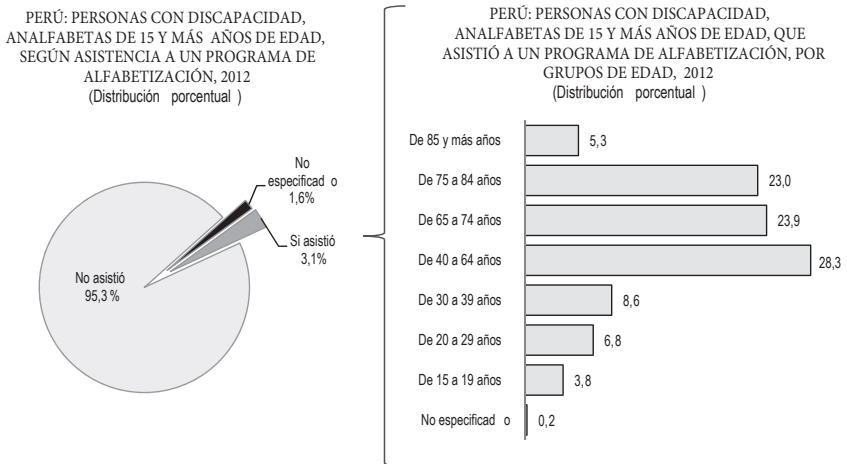 PERÚ: PERSONAS CON DISCAPACIDAD,
ANALFABETAS DE 15 Y MÁS AÑOS DE EDAD,
SEGÚN ASISTENCIA A UN PROGRAMA DE
ALFABETIZACIÓN, 2012
(Distribución porcentual )
No
especificad o
1,6%
Si asistió
3,1%
No asistió
95,3 %
PERÚ: PERSONAS CON DISCAPACIDAD,
ANALFABETAS DE 15 Y MÁS AÑOS DE EDAD, QUE
ASISTIÓ A UN PROGRAMA DE ALFABETIZACIÓN, POR
GRUPOS DE EDAD, 2012
(Distribución porcentual )
De 85 y más años 5,3
De 75 a 84 años 23,0
De 65 a 74 años 23,9
De 40 a 64 años 28,3
De 30 a 39 años 8,6
De 20 a 29 años 6,8
De 15 a 19 años 3,8
No especificad o 0,2